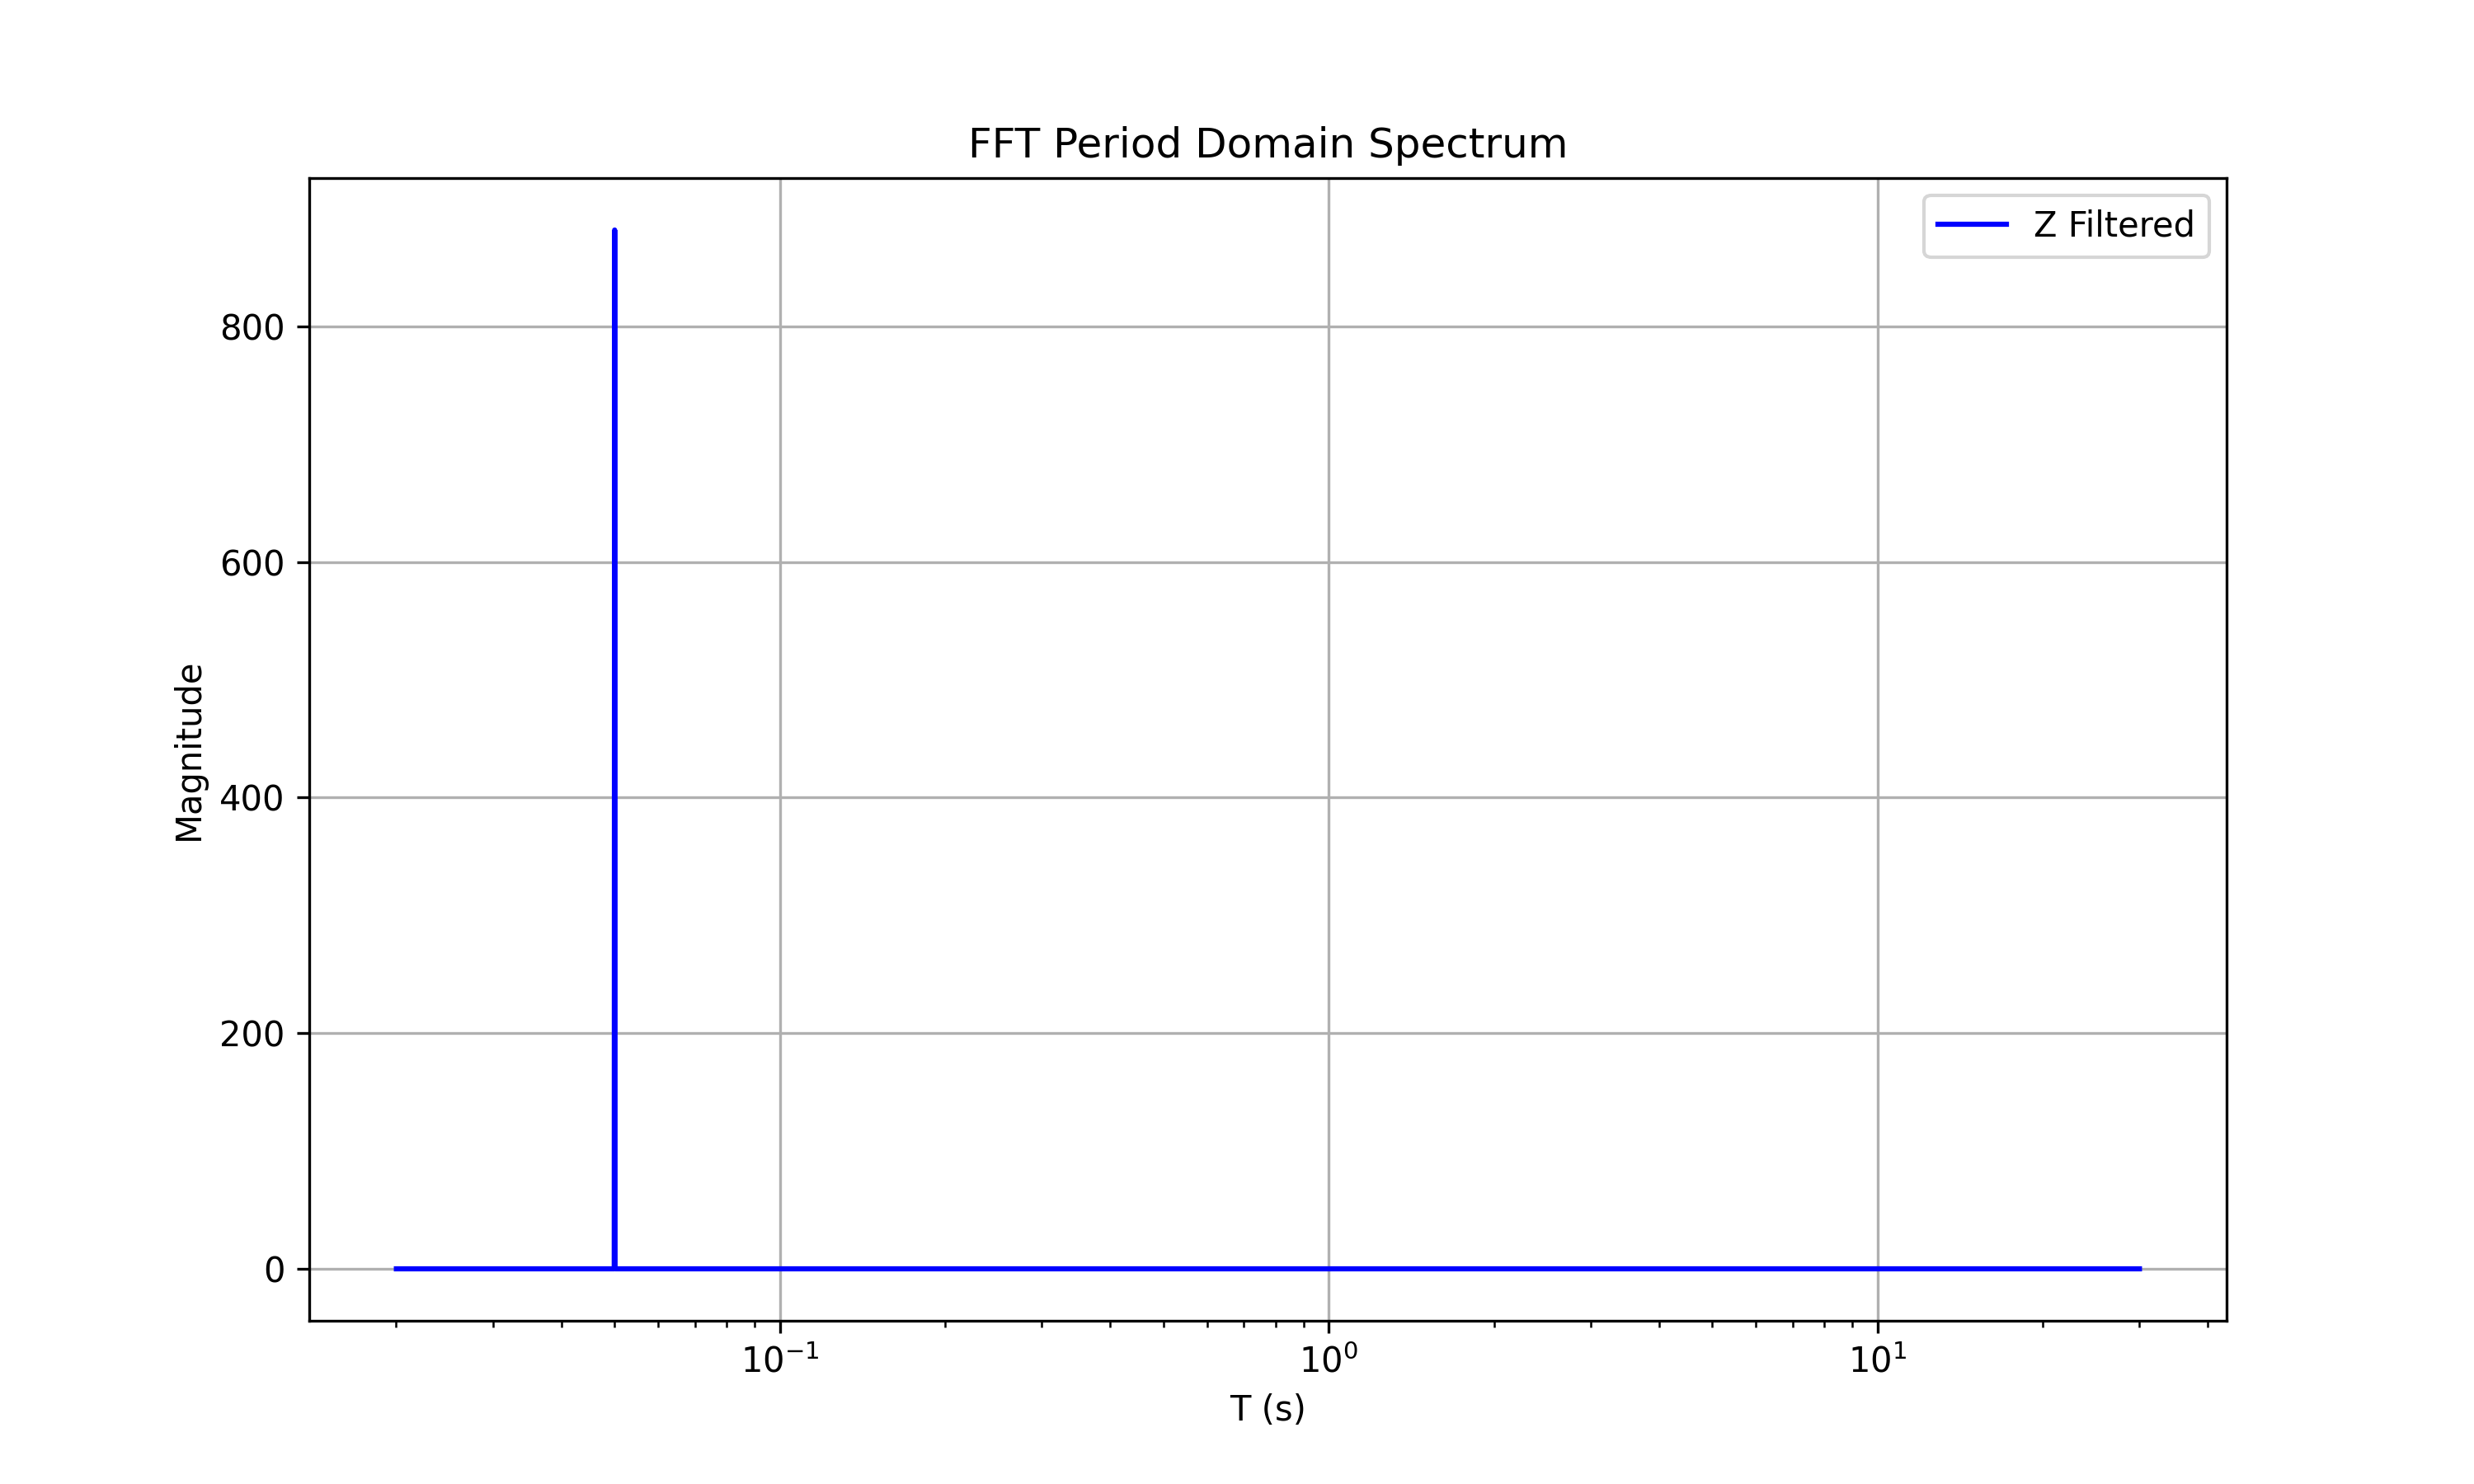 FFT Period Domain Spectrum
Z Filtered
Magnitude
800
600
400
200
0
10⁻¹ 10⁰ 10¹
T (s)